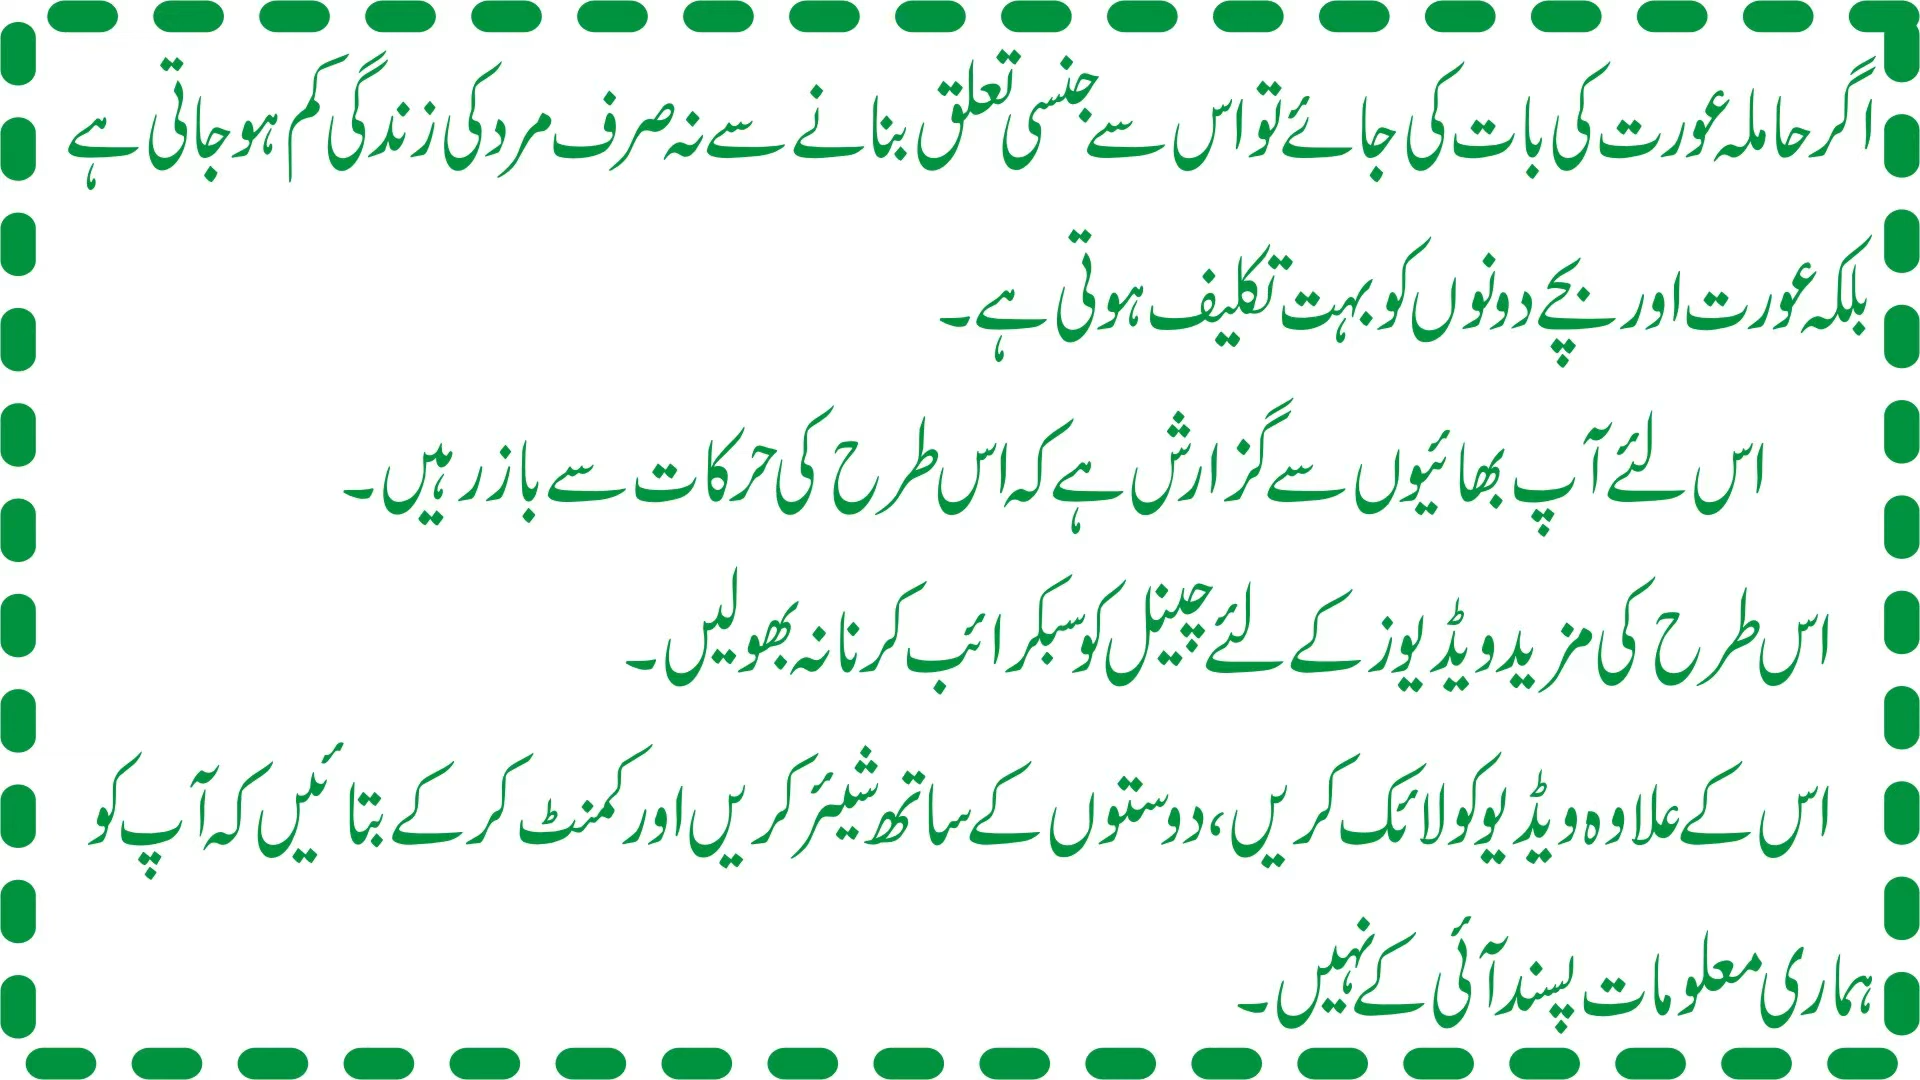 اگر حاملہ عورت کی بات کی جائے تو اس سے جنسی تعلق بنانے سے نہ صرف مرد کی زندگی کم ہو جاتی ہے
بلکہ عورت اور بچے دونوں کو بہت تکلیف ہوتی ہے۔
اس لئے آپ بھائیوں سے گزارش ہے کہ اس طرح کی حرکات سے باز رہیں۔
اس طرح کی مزید ویڈیوز کے لئے چینل کو سبکرائب کرنا نہ بھولیں۔
اس کے علاوہ ویڈیو کو لائک کریں، دوستوں کے ساتھ شیئر کریں اور کمنٹ کر کے بتائیں کہ آپ کو
ہماری معلومات پسند آئی کے نہیں۔